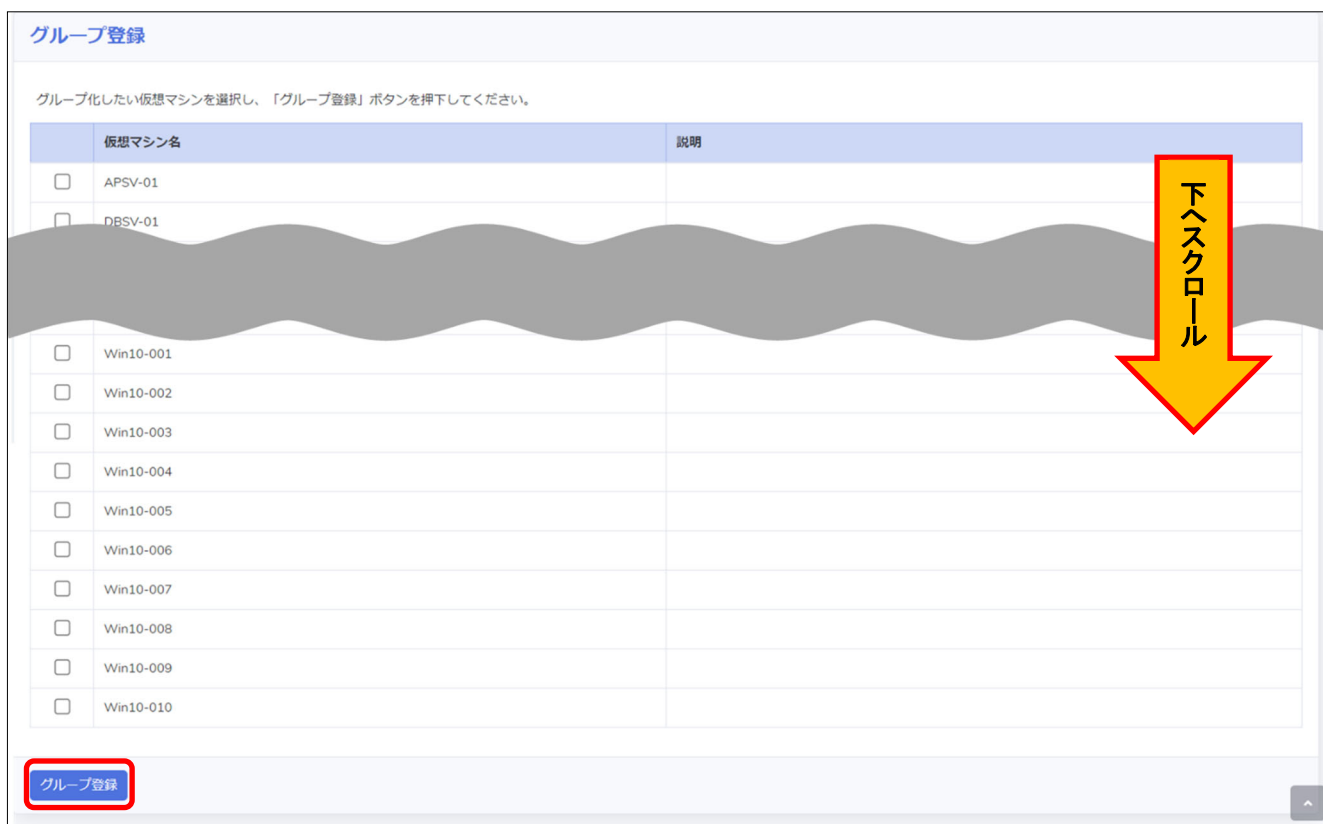 グループ登録
グループ化したい仮想マシンを選択し、「グループ登録」ボタンを押下してください。
仮想マシン名 説明
APSV-01
DBSV-01
下へスクロール
Win10-001
Win10-002
Win10-003
Win10-004
Win10-005
Win10-006
Win10-007
Win10-008
Win10-009
Win10-010
グループ登録